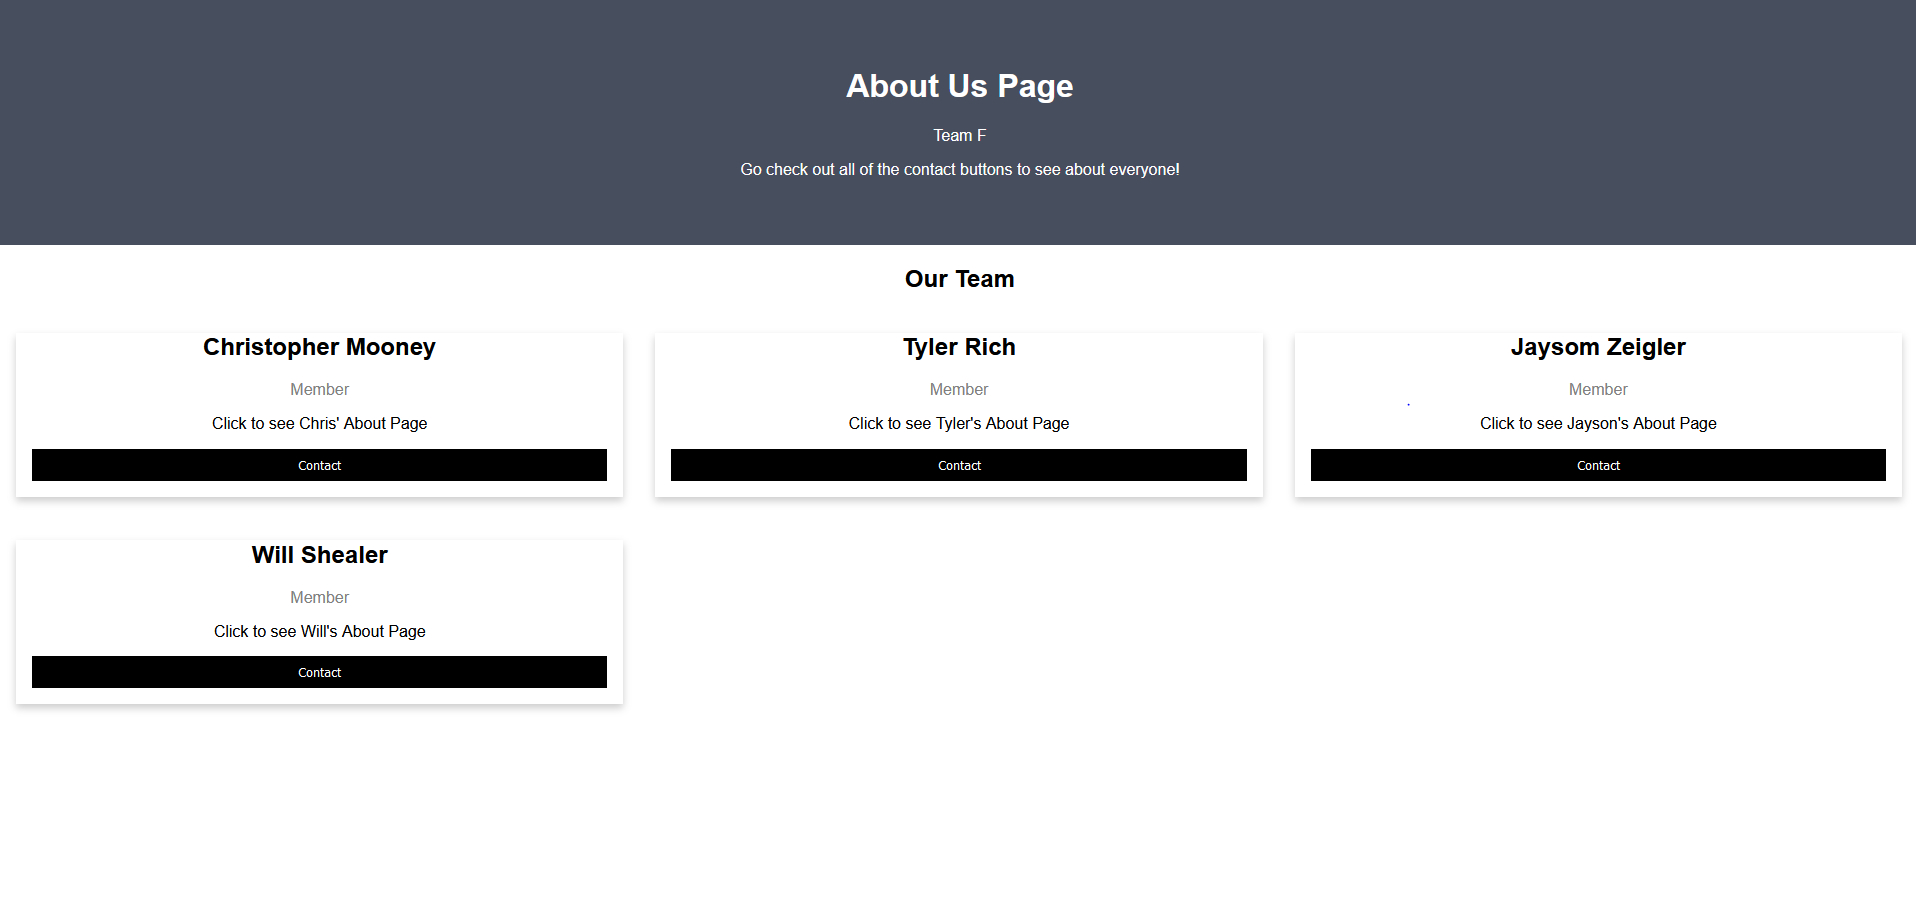 About Us Page
Team F
Go check out all of the contact buttons to see about everyone!
Our Team
Christopher Mooney
Member
Click to see Chris' About Page
Contact
Tyler Rich
Member
Click to see Tyler's About Page
Contact
Jaysom Zeigler
Member
Click to see Jayson's About Page
Contact
Will Shealer
Member
Click to see Will's About Page
Contact